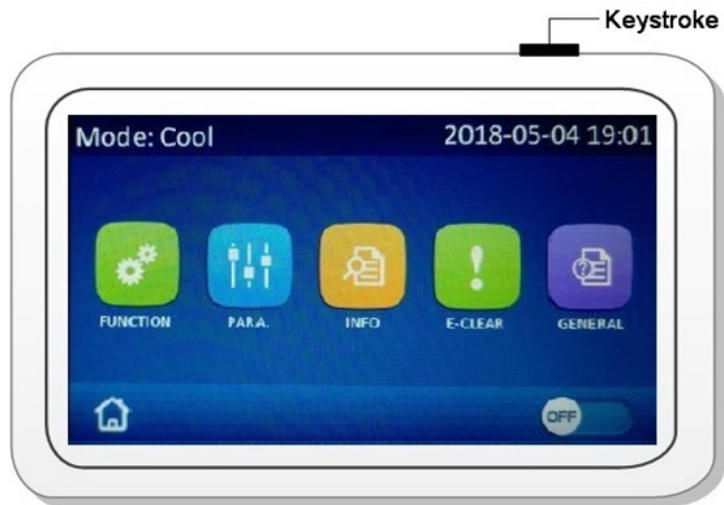 Keystroke
Mode: Cool 2018-05-04 19:01
FUNCTION PARA. INFO E-CLEAR GENERAL
OFF